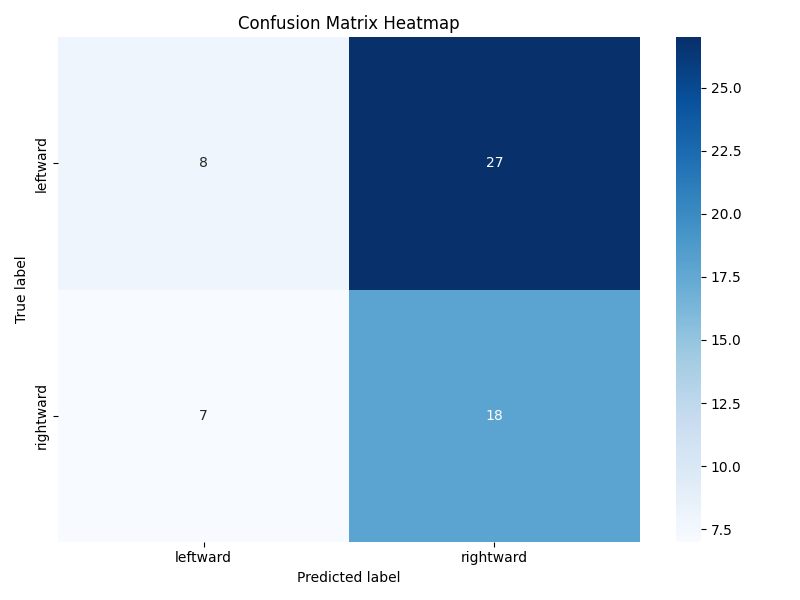 Confusion Matrix Heatmap
True label
leftward
8
27
rightward
7
18
leftward
rightward
Predicted label
25.0
22.5
20.0
17.5
15.0
12.5
10.0
7.5